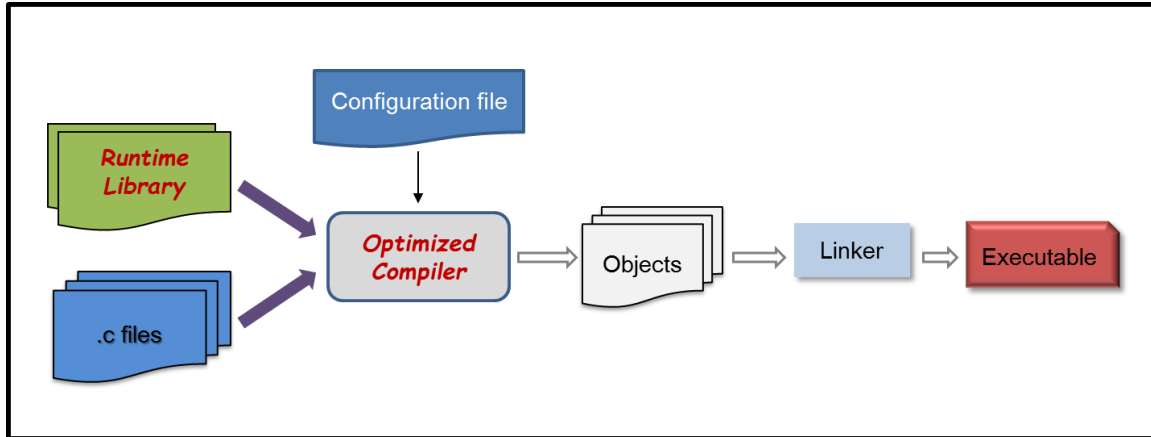 Configuration file
Runtime
Library
Optimized
Compiler
.c files
Objects
Linker
Executable